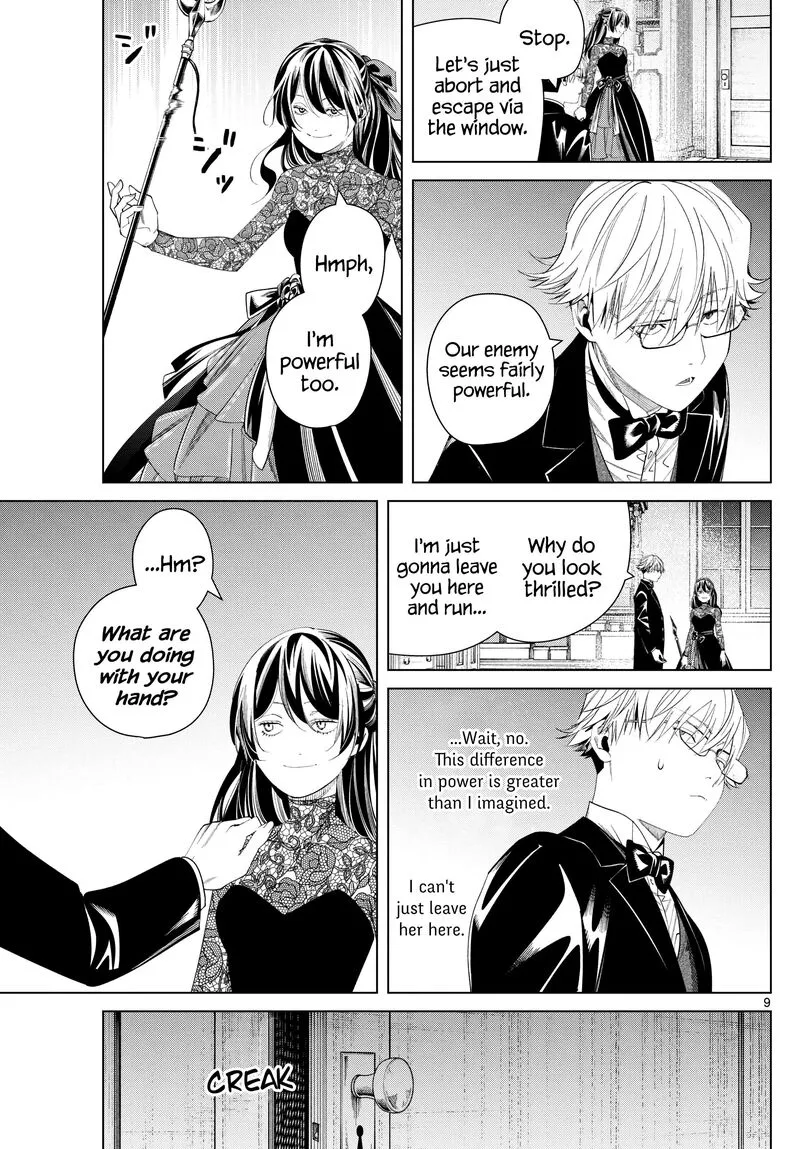 Stop.
Let's just
abort and
escape via
the window.
Our enemy
seems fairly
powerful.
Hmph,
I'm
powerful
too.
Why do
you look
thrilled?
I'm just
gonna leave
you here
and run...
...Wait, no.
This difference
in power is greater
than I imagined.
I can't
just leave
her here.
...Hm?
What are
you doing
with your
hand?
9
CREAK